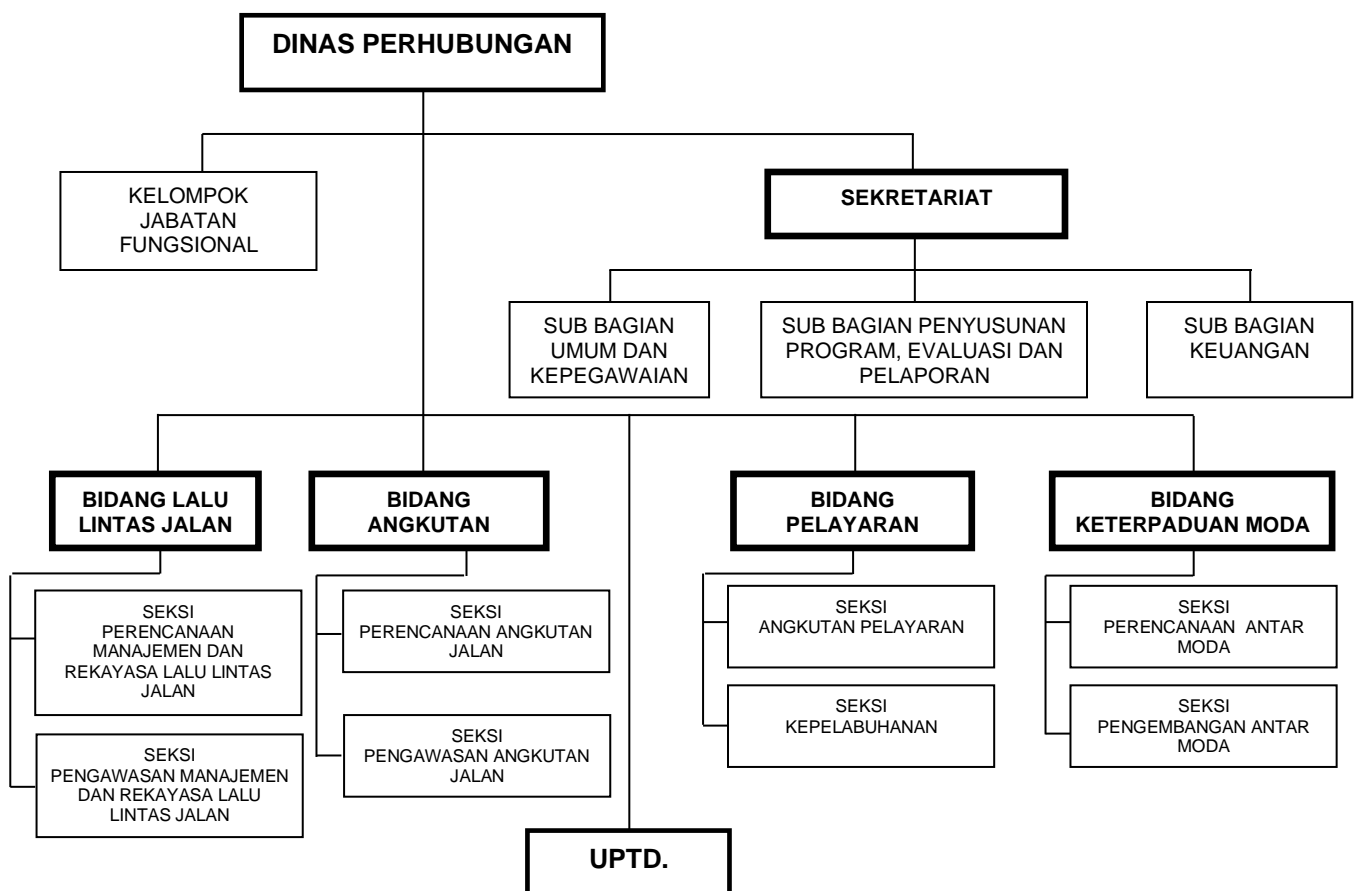 DINAS PERHUBUNGAN
KELOMPOK
JABATAN
FUNGSIONAL
SEKRETARIAT
SUB BAGIAN
UMUM DAN
KEPEGAWAIAN
SUB BAGIAN PENYUSUNAN
PROGRAM, EVALUASI DAN
PELAPORAN
SUB BAGIAN
KEUANGAN
BIDANG LALU
LINTAS JALAN
BIDANG
ANGKUTAN
BIDANG
PELAYARAN
BIDANG
KETERPADUAN MODA
SEKSI
PERENCANAAN
MANAJEMEN DAN
REKAYASA LALU LINTAS
JALAN
SEKSI
PERENCANAAN ANGKUTAN
JALAN
SEKSI
ANGKUTAN PELAYARAN
SEKSI
PERENCANAAN ANTAR
MODA
SEKSI
PENGAWASAN MANAJEMEN
DAN REKAYASA LALU
LINTAS JALAN
SEKSI
PENGAWASAN ANGKUTAN
JALAN
SEKSI
KEPELABUHANAN
SEKSI
PENGEMBANGAN ANTAR
MODA
UPTD.